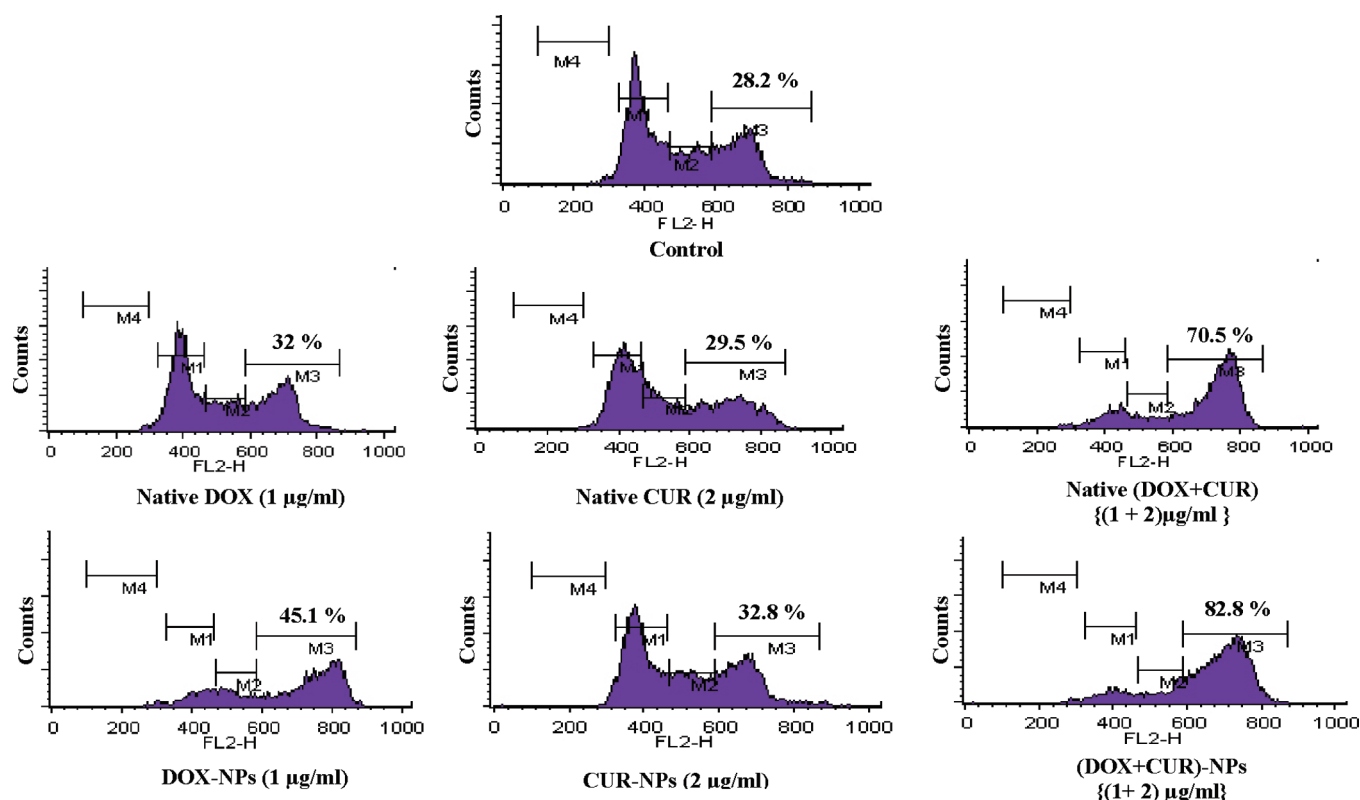 Counts
M4
M1
M2
M3
28.2 %
0 200 400 600 800 1000
FL2-H
Control
Counts
M4
M1
M2
M3
32 %
0 200 400 600 800 1000
FL2-H
Native DOX (1 µg/ml)
Counts
M4
M2
M3
29.5 %
0 200 400 600 800 1000
FL2-H
Native CUR (2 µg/ml)
Counts
M4
M1
M2
M3
70.5 %
0 200 400 600 800 1000
FL2-H
Native (DOX+CUR)
{(1 + 2)µg/ml }
Counts
M4
M1
M2
M3
45.1 %
0 200 400 600 800 1000
FL2-H
DOX-NPs (1 µg/ml)
Counts
M4
M1
M2
M3
32.8 %
0 200 400 600 800 1000
FL2-H
CUR-NPs (2 µg/ml)
Counts
M4
M1
M2
M3
82.8 %
0 200 400 600 800 1000
FL2-H
(DOX+CUR)-NPs
{(1+ 2) µg/ml}